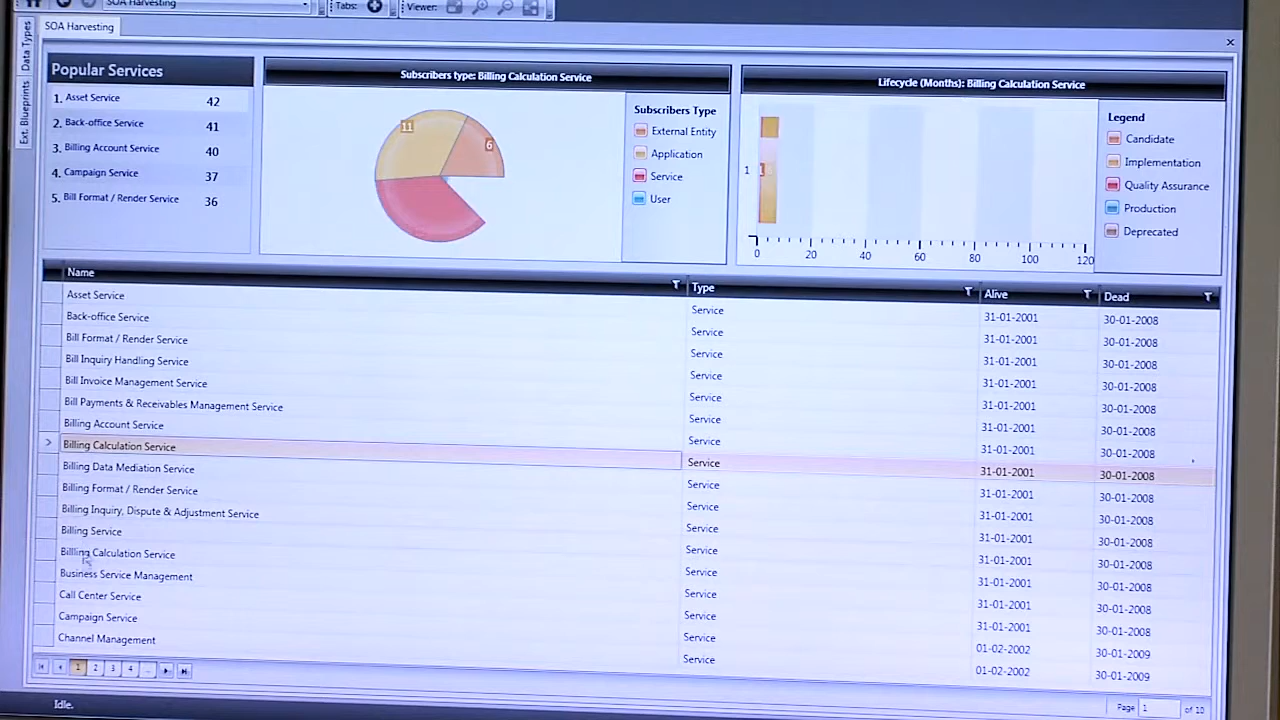 SOA Harvesting
Tabs:
Viewer:
SOA Harvesting
Data Types
Ext. Blueprints
Popular Services
1. Asset Service 42
2. Back-office Service 41
3. Billing Account Service 40
4. Campaign Service 37
5. Bill Format / Render Service 36
Subscribers type: Billing Calculation Service
11
6
Subscribers Type
External Entity
Application
Service
User
Lifecycle (Months): Billing Calculation Service
1
0 20 40 60 80 100 120
Legend
Candidate
Implementation
Quality Assurance
Production
Deprecated
Name Type Alive Dead
Asset Service Service 31-01-2001 30-01-2008
Back-office Service Service 31-01-2001 30-01-2008
Bill Format / Render Service Service 31-01-2001 30-01-2008
Bill Inquiry Handling Service Service 31-01-2001 30-01-2008
Bill Invoice Management Service Service 31-01-2001 30-01-2008
Bill Payments & Receivables Management Service Service 31-01-2001 30-01-2008
Billing Account Service Service 31-01-2001 30-01-2008
Billing Calculation Service Service 31-01-2001 30-01-2008
Billing Data Mediation Service Service 31-01-2001 30-01-2008
Billing Format / Render Service Service 31-01-2001 30-01-2008
Billing Inquiry, Dispute & Adjustment Service Service 31-01-2001 30-01-2008
Billing Service Service 31-01-2001 30-01-2008
Billling Calculation Service Service 31-01-2001 30-01-2008
Business Service Management Service 31-01-2001 30-01-2008
Call Center Service Service 31-01-2001 30-01-2008
Campaign Service Service 01-02-2002 30-01-2009
Channel Management Service 01-02-2002 30-01-2009
1 2 3 4 ...
Idle.
Page 1 of 10